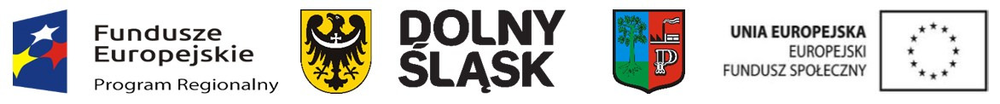 Fundusze
Europejskie
Program Regionalny
DOLNY
ŚLĄSK
P
UNIA EUROPEJSKA
EUROPEJSKI
FUNDUSZ SPOŁECZNY